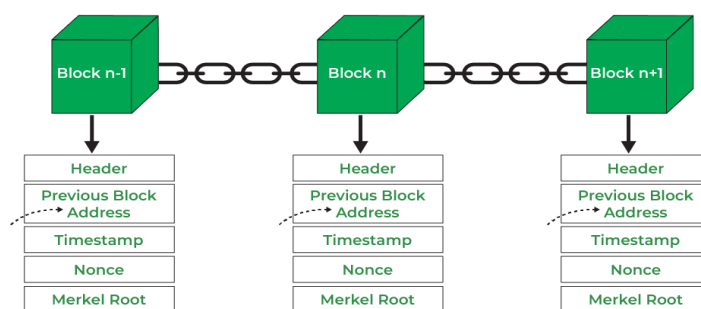 Block n-1
Block n
Block n+1
Header
Previous Block
Address
Timestamp
Nonce
Merkel Root
Header
Previous Block
Address
Timestamp
Nonce
Merkel Root
Header
Previous Block
Address
Timestamp
Nonce
Merkel Root